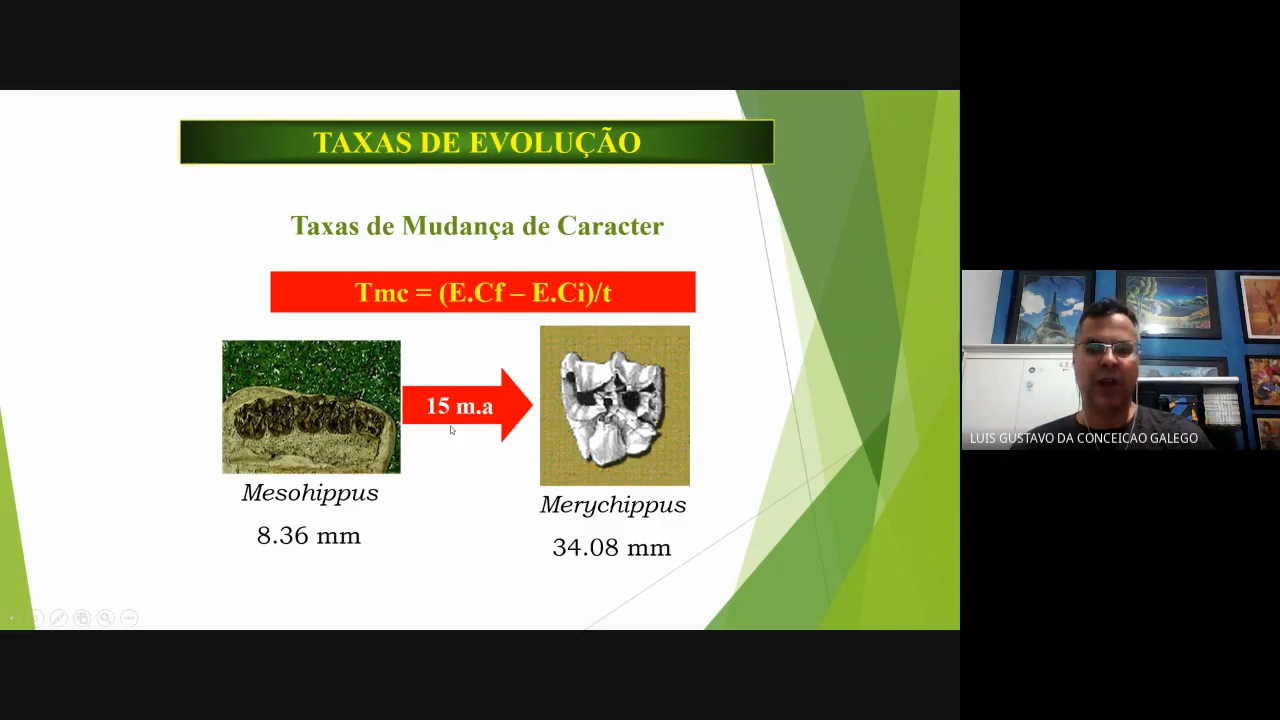 TAXAS DE EVOLUÇÃO
Taxas de Mudança de Caracter
Tmc = (E.Cf – E.Ci)/t
15 m.a
Mesohippus
8.36 mm
Merychippus
34.08 mm
LUIS GUSTAVO DA CONCEICAO GALEGO